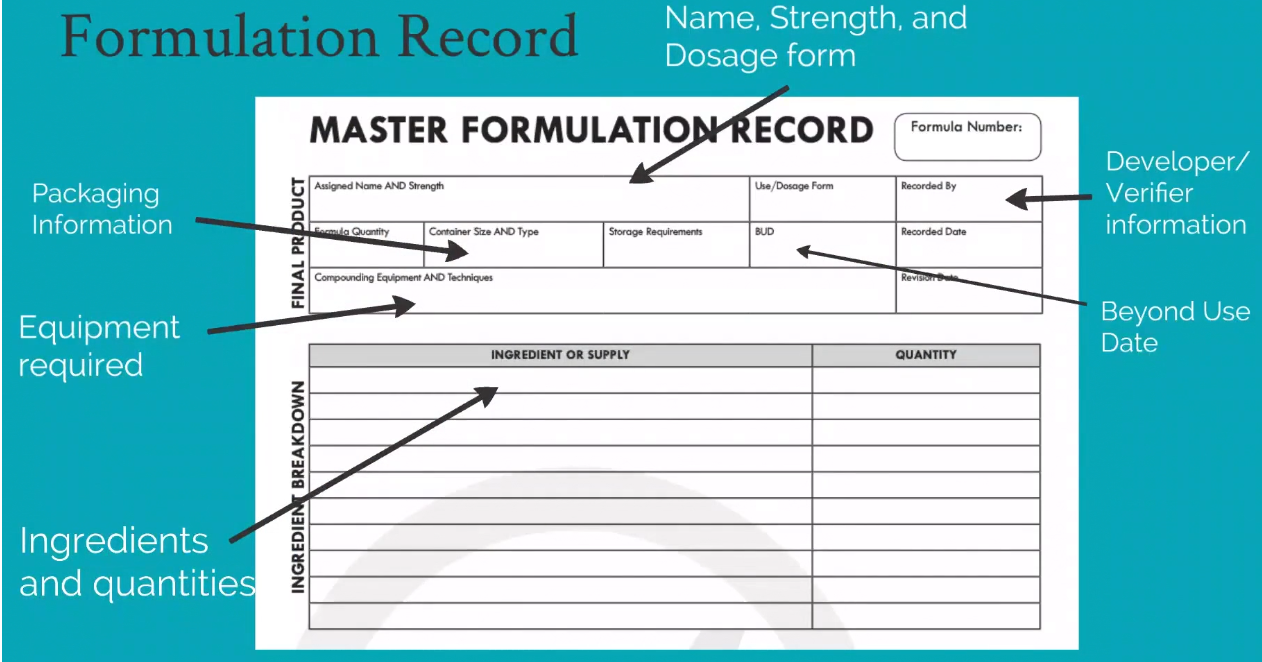 Formulation Record
Name, Strength, and
Dosage form
MASTER FORMULATION RECORD
Formula Number:
Developer/
Verifier
information
Packaging
Information
FINAL PRODUCT
Assigned Name AND Strength
Use/Dosage Form
Recorded By
Formula Quantity
Container Size AND Type
Storage Requirements
BUD
Recorded Date
Compounding Equipment AND Techniques
Revision Date
Equipment
required
Beyond Use
Date
INGREDIENT OR SUPPLY
QUANTITY
INGREDIENT BREAKDOWN
Ingredients
and quantities